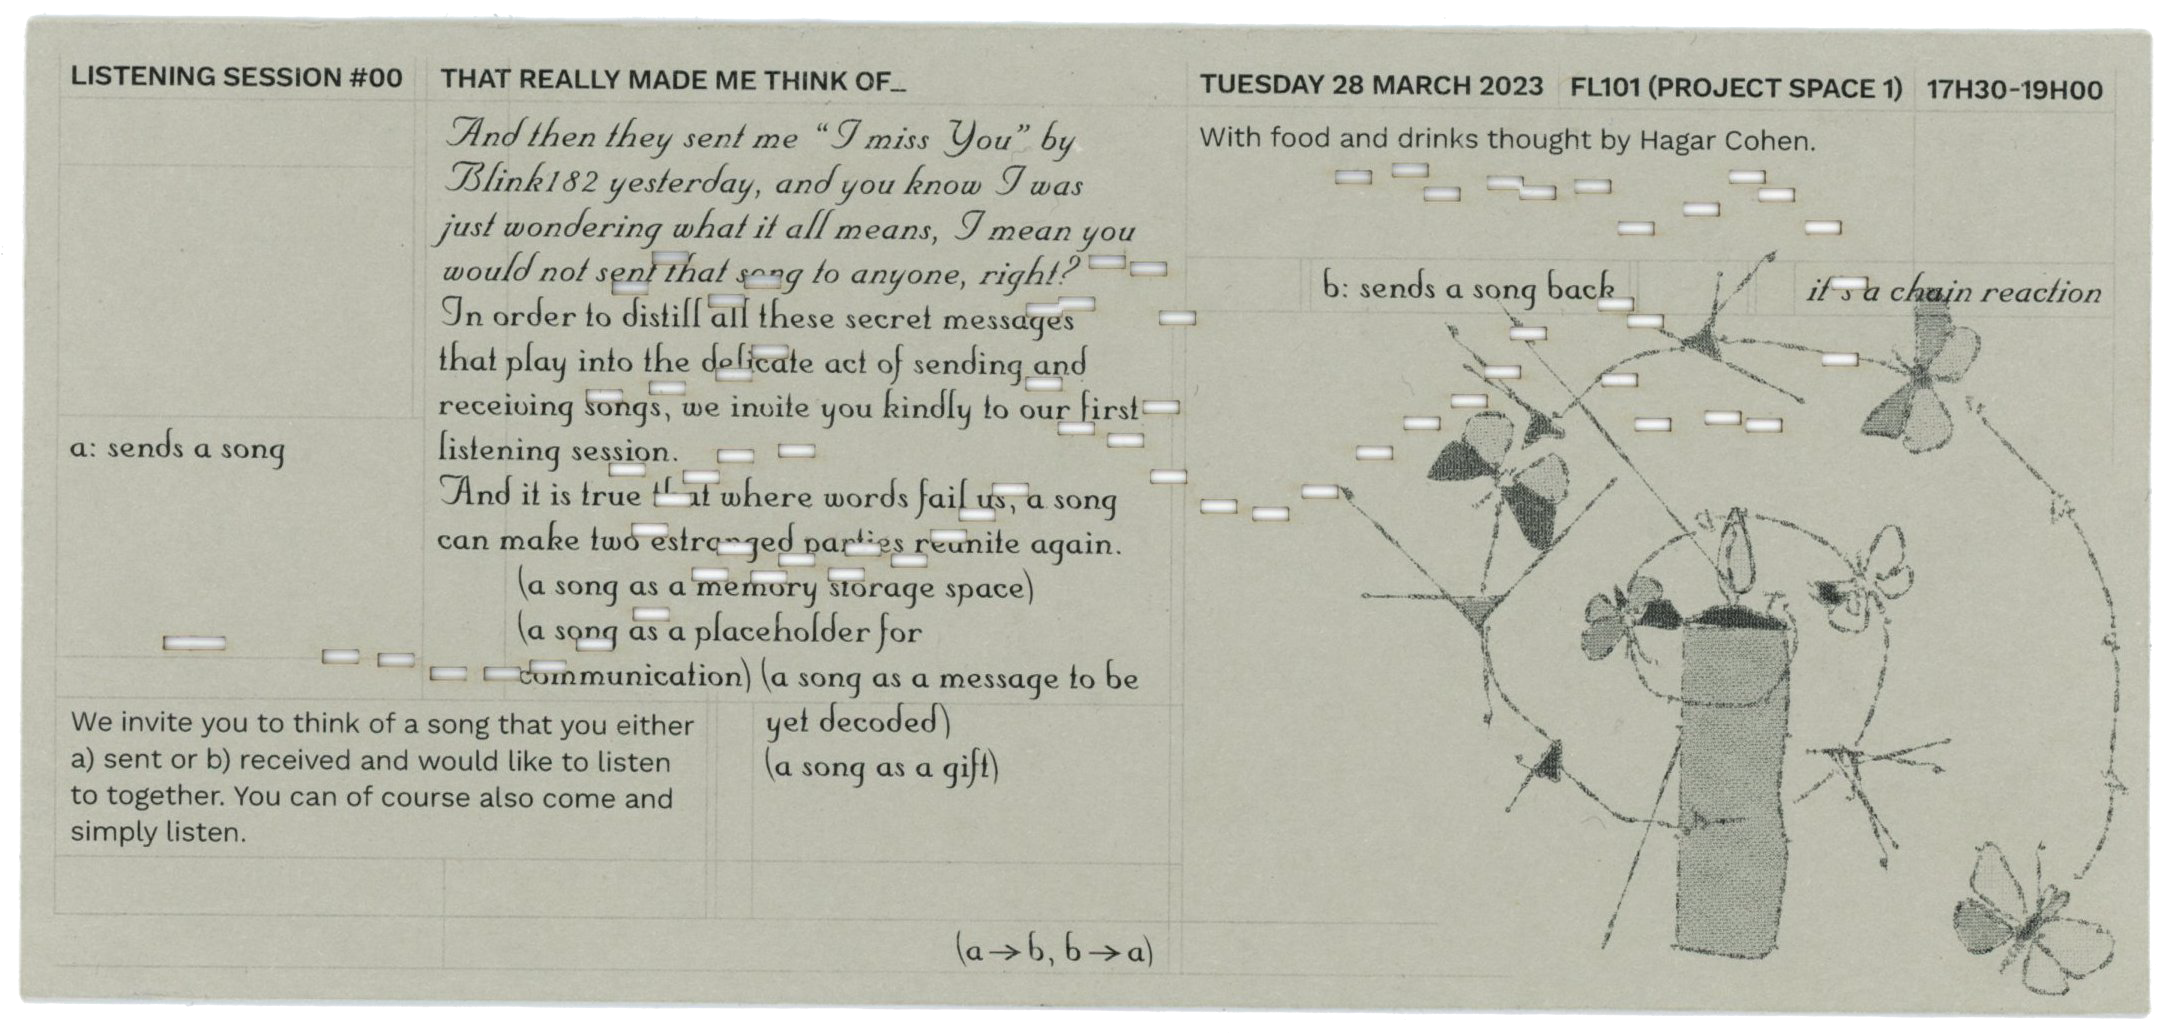 LISTENING SESSION #00
THAT REALLY MADE ME THINK OF_
And then they sent me “I miss You” by
Blink182 yesterday, and you know I was
just wondering what it all means, I mean you
would not sent that song to anyone, right?
In order to distill all these secret messages
that play into the delicate act of sending and
receiving songs, we invite you kindly to our first
listening session.
And it is true that where words fail us, a song
can make two estranged parties reunite again.
(a song as a memory storage space)
(a song as a placeholder for
communication) (a song as a message to be
yet decoded)
(a song as a gift)
a: sends a song
We invite you to think of a song that you either
a) sent or b) received and would like to listen
to together. You can of course also come and
simply listen.
(a→b, b→a)
TUESDAY 28 MARCH 2023
FL101 (PROJECT SPACE 1)
17H30-19H00
With food and drinks thought by Hagar Cohen.
b: sends a song back
it's a chain reaction